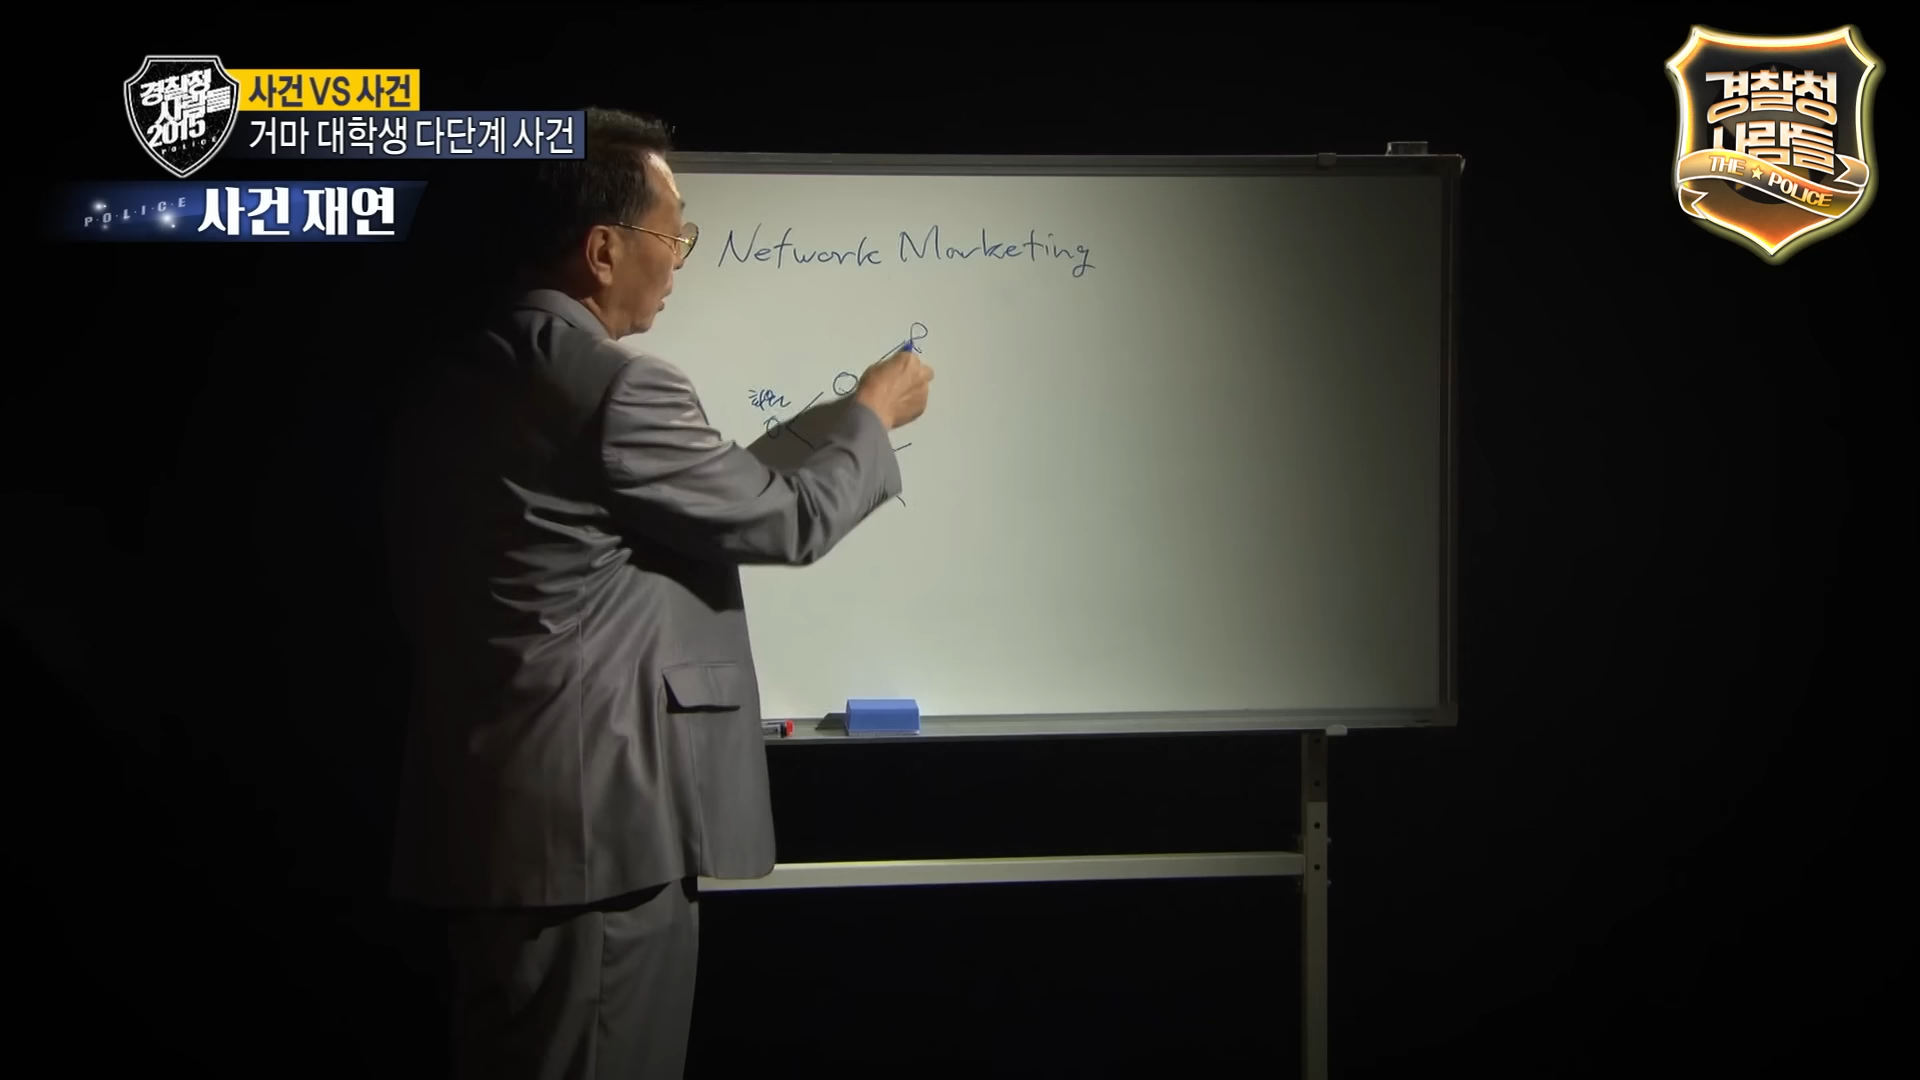 경찰청
사람들
2015
POLICE
사건 VS 사건
거마 대학생 다단계 사건
POLICE
사건 재연
경찰청
사람들
THE ★ POLICE
Network Marketing